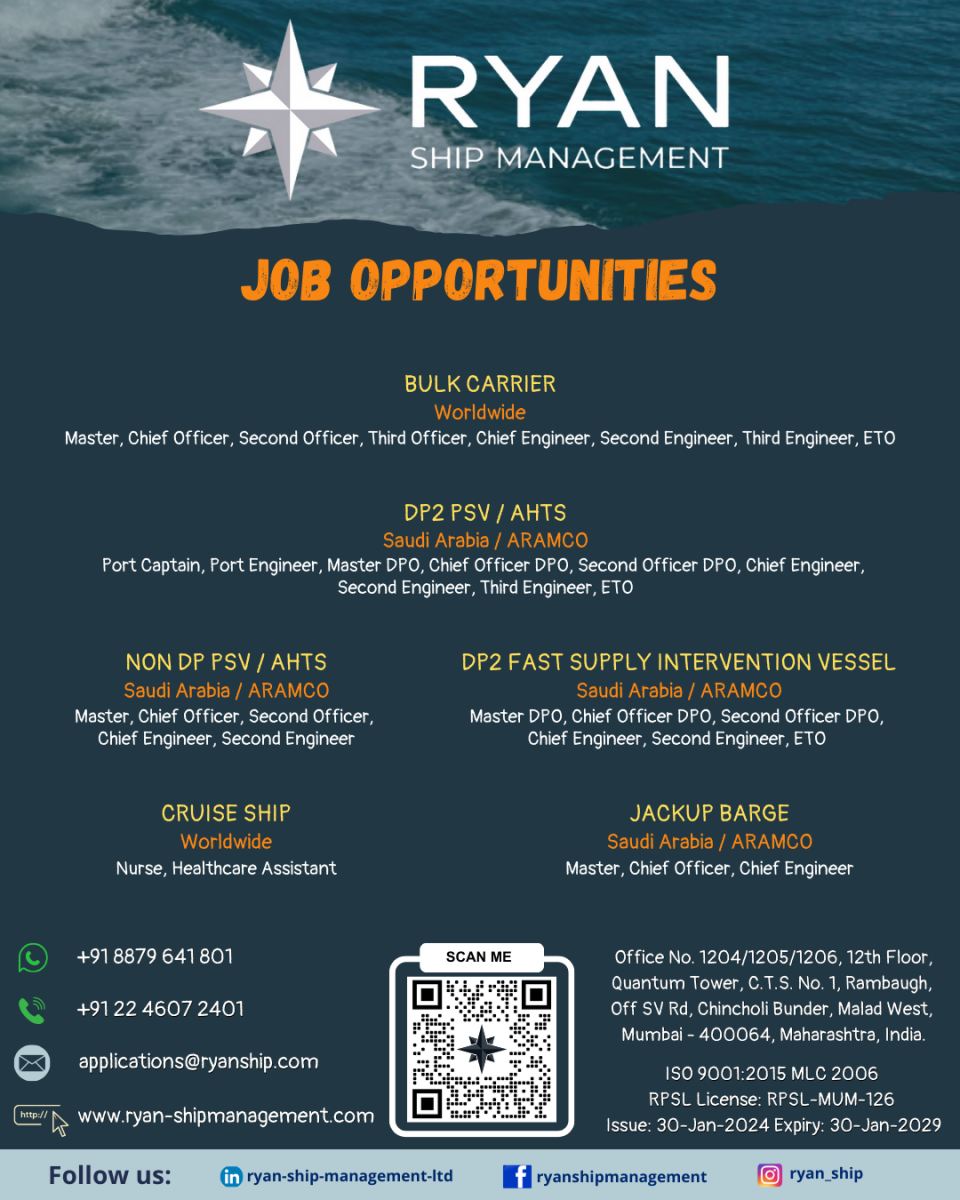 RYAN
SHIP MANAGEMENT
JOB OPPORTUNITIES
BULK CARRIER
Worldwide
Master, Chief Officer, Second Officer, Third Officer, Chief Engineer, Second Engineer, Third Engineer, ETO
DP2 PSV / AHTS
Saudi Arabia / ARAMCO
Port Captain, Port Engineer, Master DPO, Chief Officer DPO, Second Officer DPO, Chief Engineer,
Second Engineer, Third Engineer, ETO
NON DP PSV / AHTS
Saudi Arabia / ARAMCO
Master, Chief Officer, Second Officer,
Chief Engineer, Second Engineer
DP2 FAST SUPPLY INTERVENTION VESSEL
Saudi Arabia / ARAMCO
Master DPO, Chief Officer DPO, Second Officer DPO,
Chief Engineer, Second Engineer, ETO
CRUISE SHIP
Worldwide
Nurse, Healthcare Assistant
JACKUP BARGE
Saudi Arabia / ARAMCO
Master, Chief Officer, Chief Engineer
+91 8879 641 801
+91 22 4607 2401
applications@ryanship.com
http://
www.ryan-shipmanagement.com
SCAN ME
Office No. 1204/1205/1206, 12th Floor,
Quantum Tower, C.T.S. No. 1, Rambaugh,
Off SV Rd, Chincholi Bunder, Malad West,
Mumbai - 400064, Maharashtra, India.
ISO 9001:2015 MLC 2006
RPSL License: RPSL-MUM-126
Issue: 30-Jan-2024 Expiry: 30-Jan-2029
Follow us:
in ryan-ship-management-ltd
f ryanshipmanagement
ryan_ship